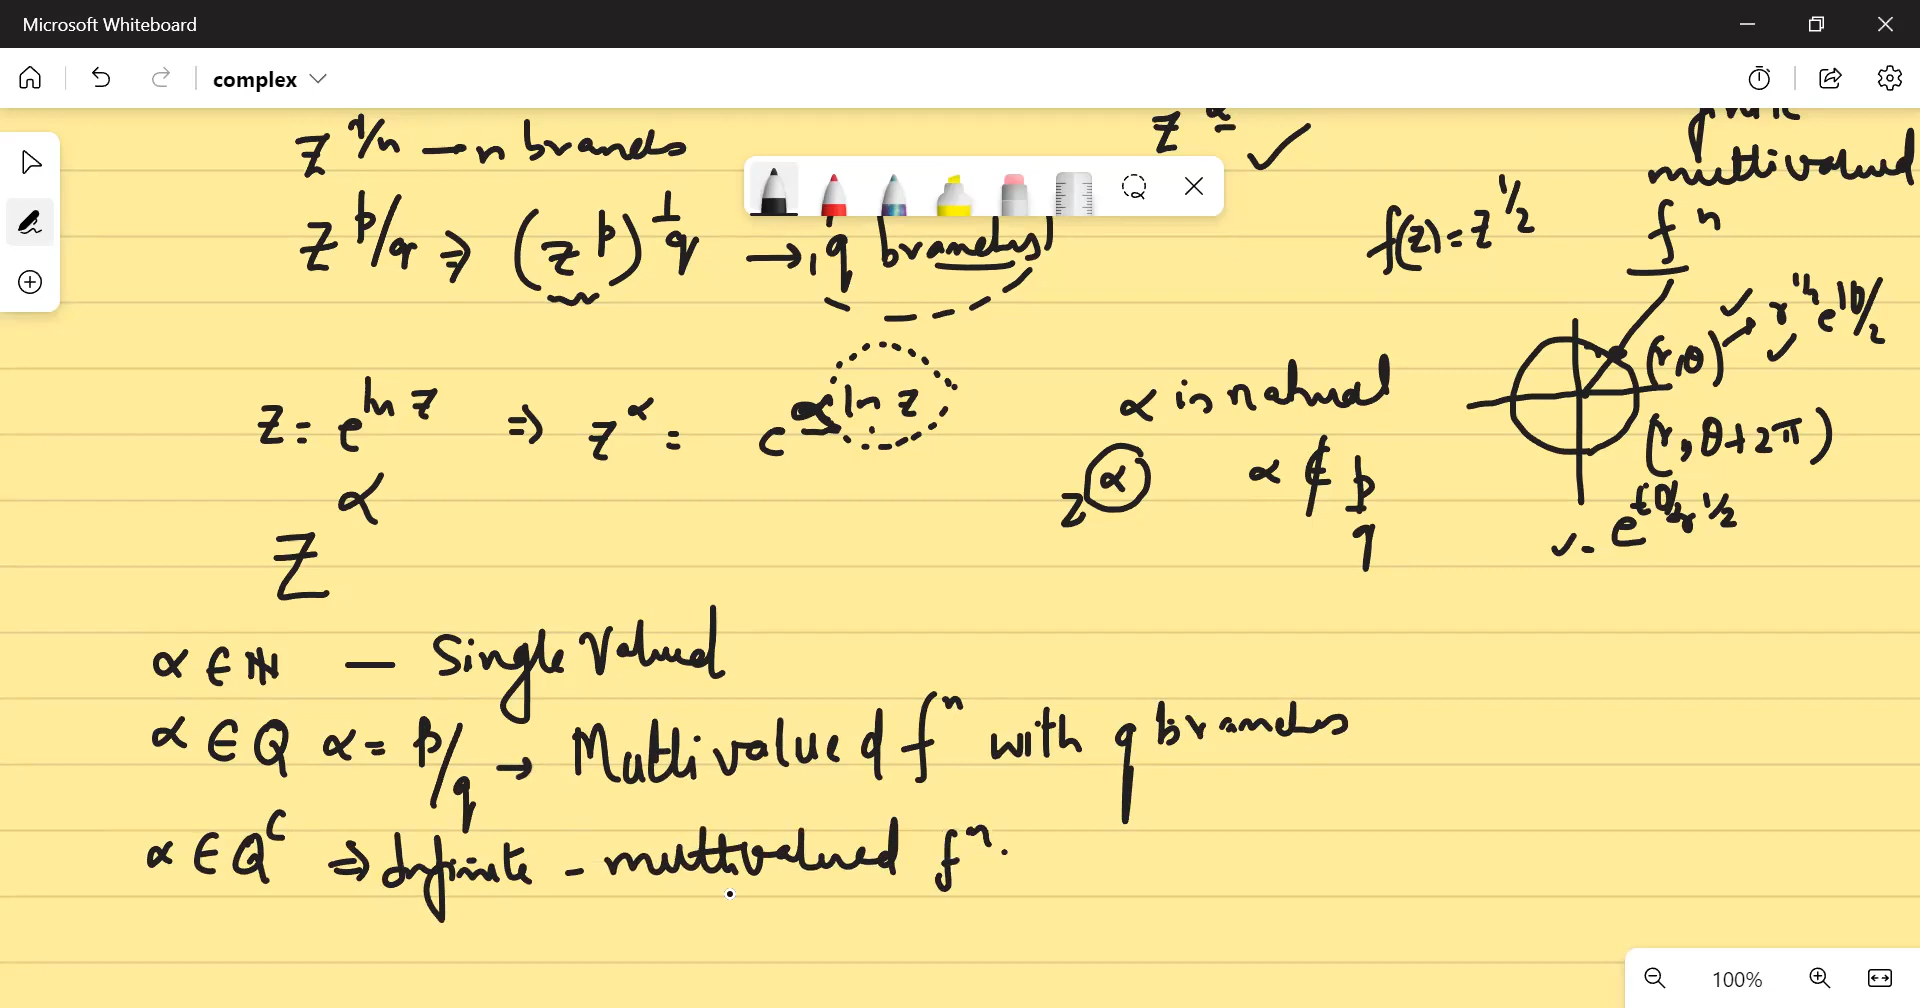 Microsoft Whiteboard
complex
z^{1/n} — n branches
z^{p/q} ⇒ (z^p)^{1/q} → q branches
z = e^{ln z} ⇒ z^α = e^{α ln z}
z^α
α ∈ ℕ — Single Valued
α ∈ Q α = p/q → Multivalued f^n with q branches
α ∈ Q^c ⇒ Infinite - multivalued f^n.
α is natural
z^α α ∉ p/q
multivalued
f^n
f(z) = z^{1/2}
(r, θ) → r^{1/2} e^{iθ/2}
(r, θ + 2π)
100%